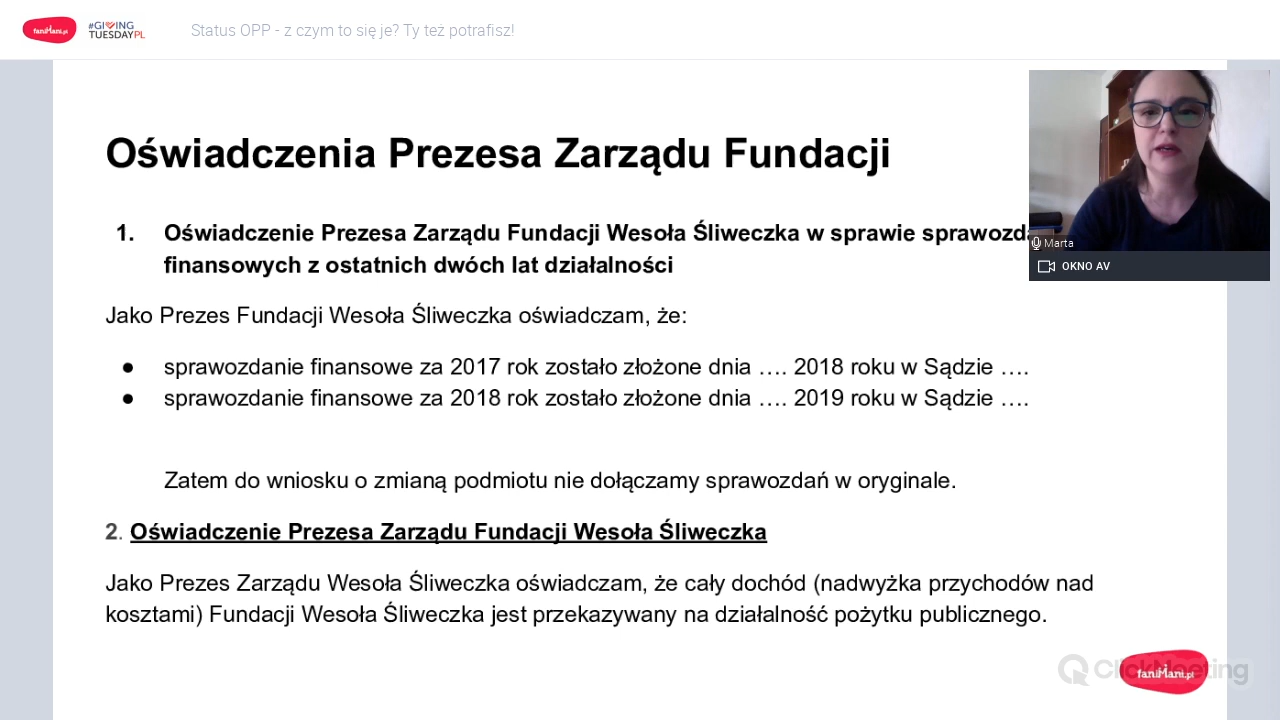 faniMani.pl
#GIVING
TUESDAYPL
Status OPP - z czym to się je? Ty też potrafisz!
Oświadczenia Prezesa Zarządu Fundacji
1. Oświadczenie Prezesa Zarządu Fundacji Wesoła Śliweczka w sprawie
finansowych z ostatnich dwóch lat działalności
Jako Prezes Fundacji Wesoła Śliweczka oświadczam, że:
● sprawozdanie finansowe za 2017 rok zostało złożone dnia …. 2018 roku w Sądzie ….
● sprawozdanie finansowe za 2018 rok zostało złożone dnia …. 2019 roku w Sądzie ….
Zatem do wniosku o zmianą podmiotu nie dołączamy sprawozdań w oryginale.
2. Oświadczenie Prezesa Zarządu Fundacji Wesoła Śliweczka
Jako Prezes Zarządu Wesoła Śliweczka oświadczam, że cały dochód (nadwyżka przychodów nad
kosztami) Fundacji Wesoła Śliweczka jest przekazywany na działalność pożytku publicznego.
Marta
OKNO AV
ClickMeeting
faniMani.pl